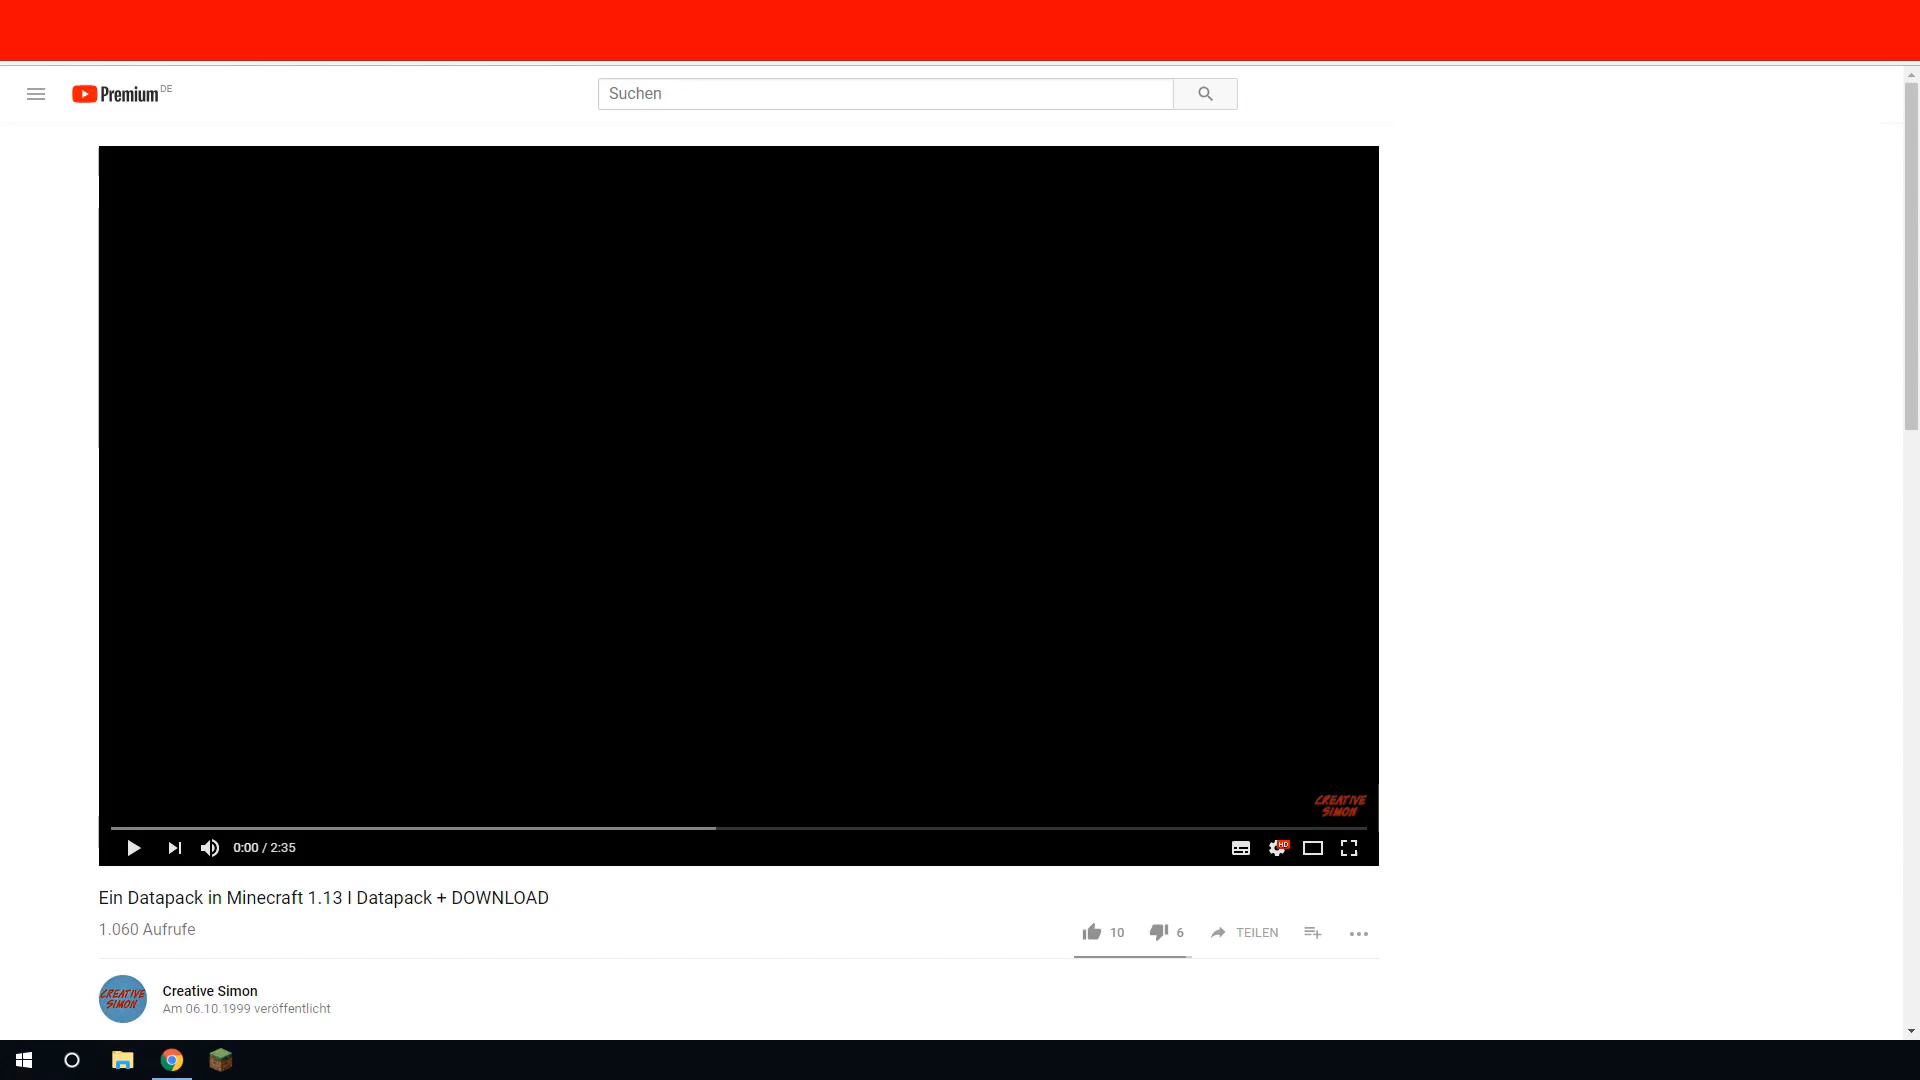 Premium DE
Suchen
CREATIVE
SIMON
0:00 / 2:35
HD
Ein Datapack in Minecraft 1.13 I Datapack + DOWNLOAD
1.060 Aufrufe
10 6 TEILEN
CREATIVE
SIMON
Creative Simon
Am 06.10.1999 veröffentlicht